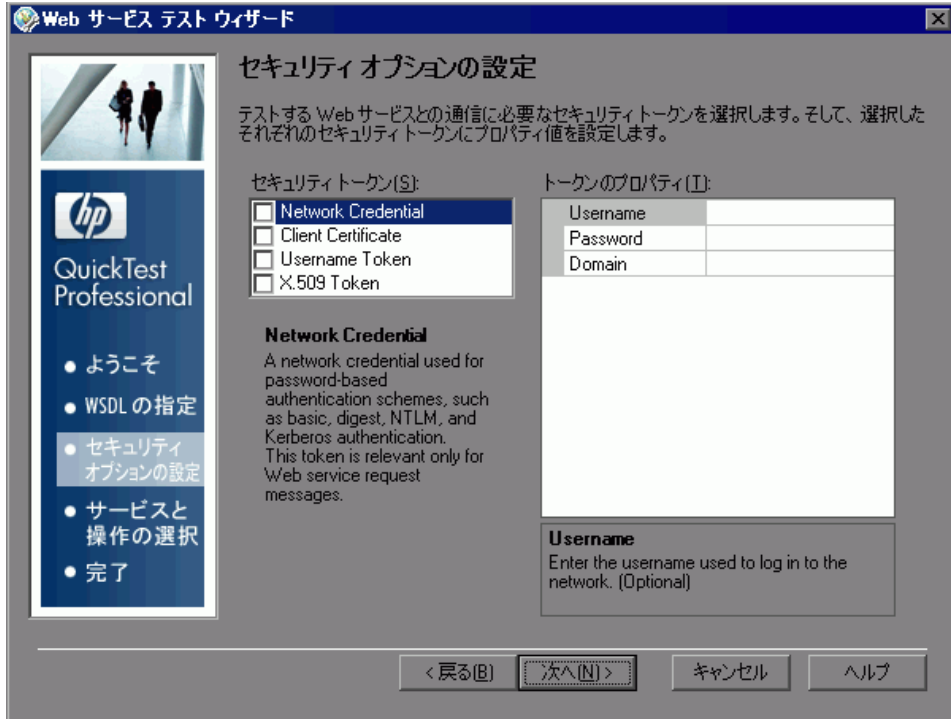 Web サービス テスト ウィザード
セキュリティ オプションの設定
テストする Web サービスとの通信に必要なセキュリティトークンを選択します。そして、選択した
それぞれのセキュリティトークンにプロパティ値を設定します。
hp
QuickTest
Professional
ようこそ
WSDL の指定
セキュリティ
オプションの設定
サービスと
操作の選択
完了
セキュリティトークン(S):
Network Credential
Client Certificate
Username Token
X.509 Token
Network Credential
A network credential used for
password-based
authentication schemes, such
as basic, digest, NTLM, and
Kerberos authentication.
This token is relevant only for
Web service request
messages.
トークンのプロパティ(T):
Username
Password
Domain
Username
Enter the username used to log in to the
network. (Optional)
< 戻る(B)
次へ(N) >
キャンセル
ヘルプ